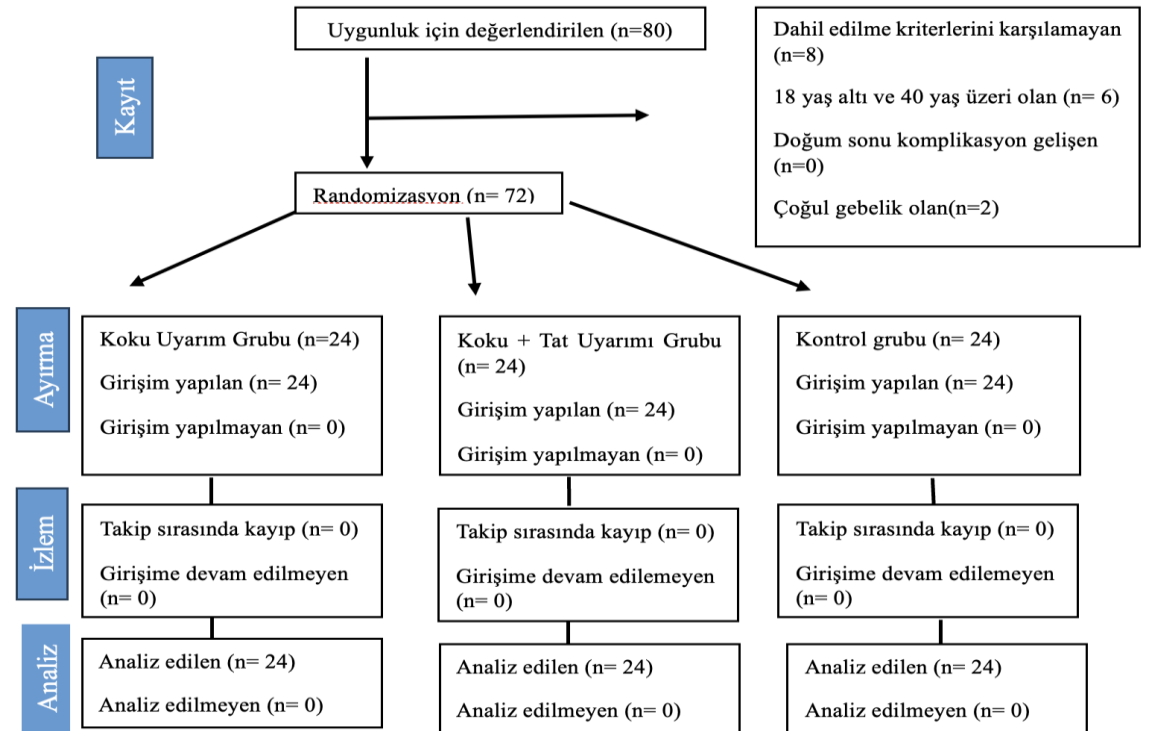 Uygunluk için değerlendirilen (n=80)
Dahil edilme kriterlerini karşılamayan
(n=8)
18 yaş altı ve 40 yaş üzeri olan (n= 6)
Doğum sonu komplikasyon gelişen
(n=0)
Çoğul gebelik olan(n=2)
Kayıt
Randomizasyon (n= 72)
Ayırma
Koku Uyarım Grubu (n=24)
Girişim yapılan (n= 24)
Girişim yapılmayan (n= 0)
Koku + Tat Uyarımı Grubu
(n= 24)
Girişim yapılan (n= 24)
Girişim yapılmayan (n= 0)
Kontrol grubu (n= 24)
Girişim yapılan (n= 24)
Girişim yapılmayan (n= 0)
İzlem
Takip sırasında kayıp (n= 0)
Girişime devam edilmeyen
(n= 0)
Takip sırasında kayıp (n= 0)
Girişime devam edilemeyen
(n= 0)
Takip sırasında kayıp (n= 0)
Girişime devam edilemeyen
(n= 0)
Analiz
Analiz edilen (n= 24)
Analiz edilmeyen (n= 0)
Analiz edilen (n= 24)
Analiz edilmeyen (n= 0)
Analiz edilen (n= 24)
Analiz edilmeyen (n= 0)